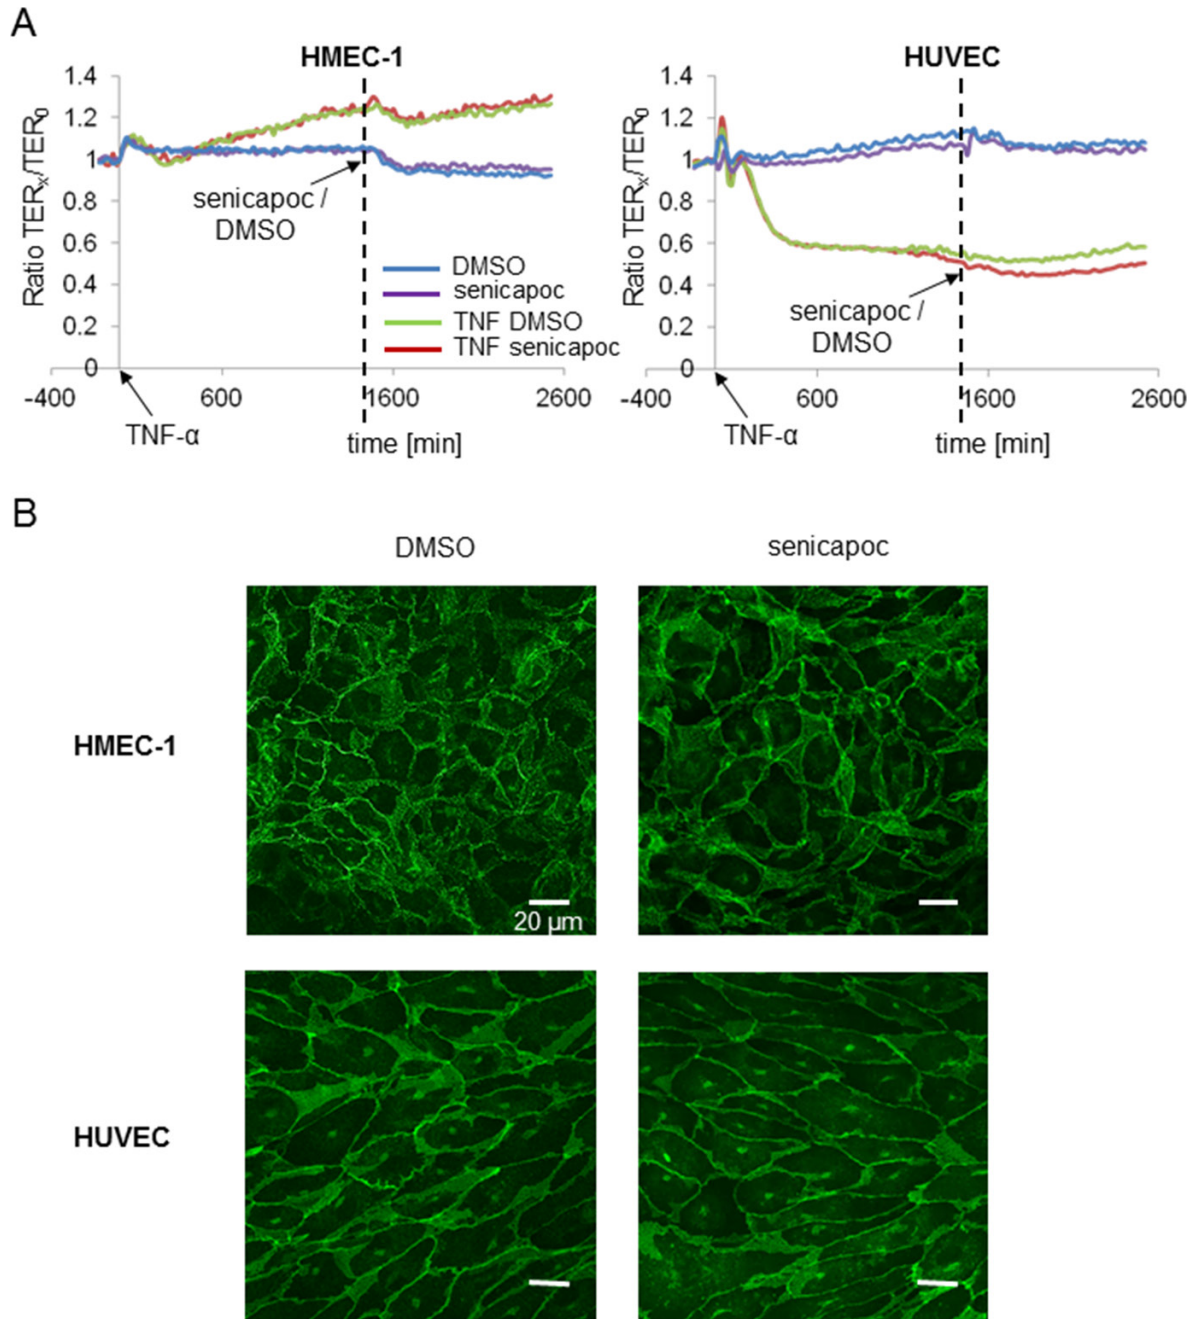 A
HMEC-1
HUVEC
Ratio TERx/TER0
1.4
1.2
1
0.8
0.6
0.4
0.2
0
-400
600
1600
2600
senicapoc /
DMSO
DMSO
senicapoc
TNF DMSO
TNF senicapoc
TNF-α
time [min]
Ratio TERx/TER0
1.4
1.2
1
0.8
0.6
0.4
0.2
0
-400
600
1600
2600
senicapoc /
DMSO
TNF-α
time [min]
B
DMSO
senicapoc
HMEC-1
20 µm
HUVEC